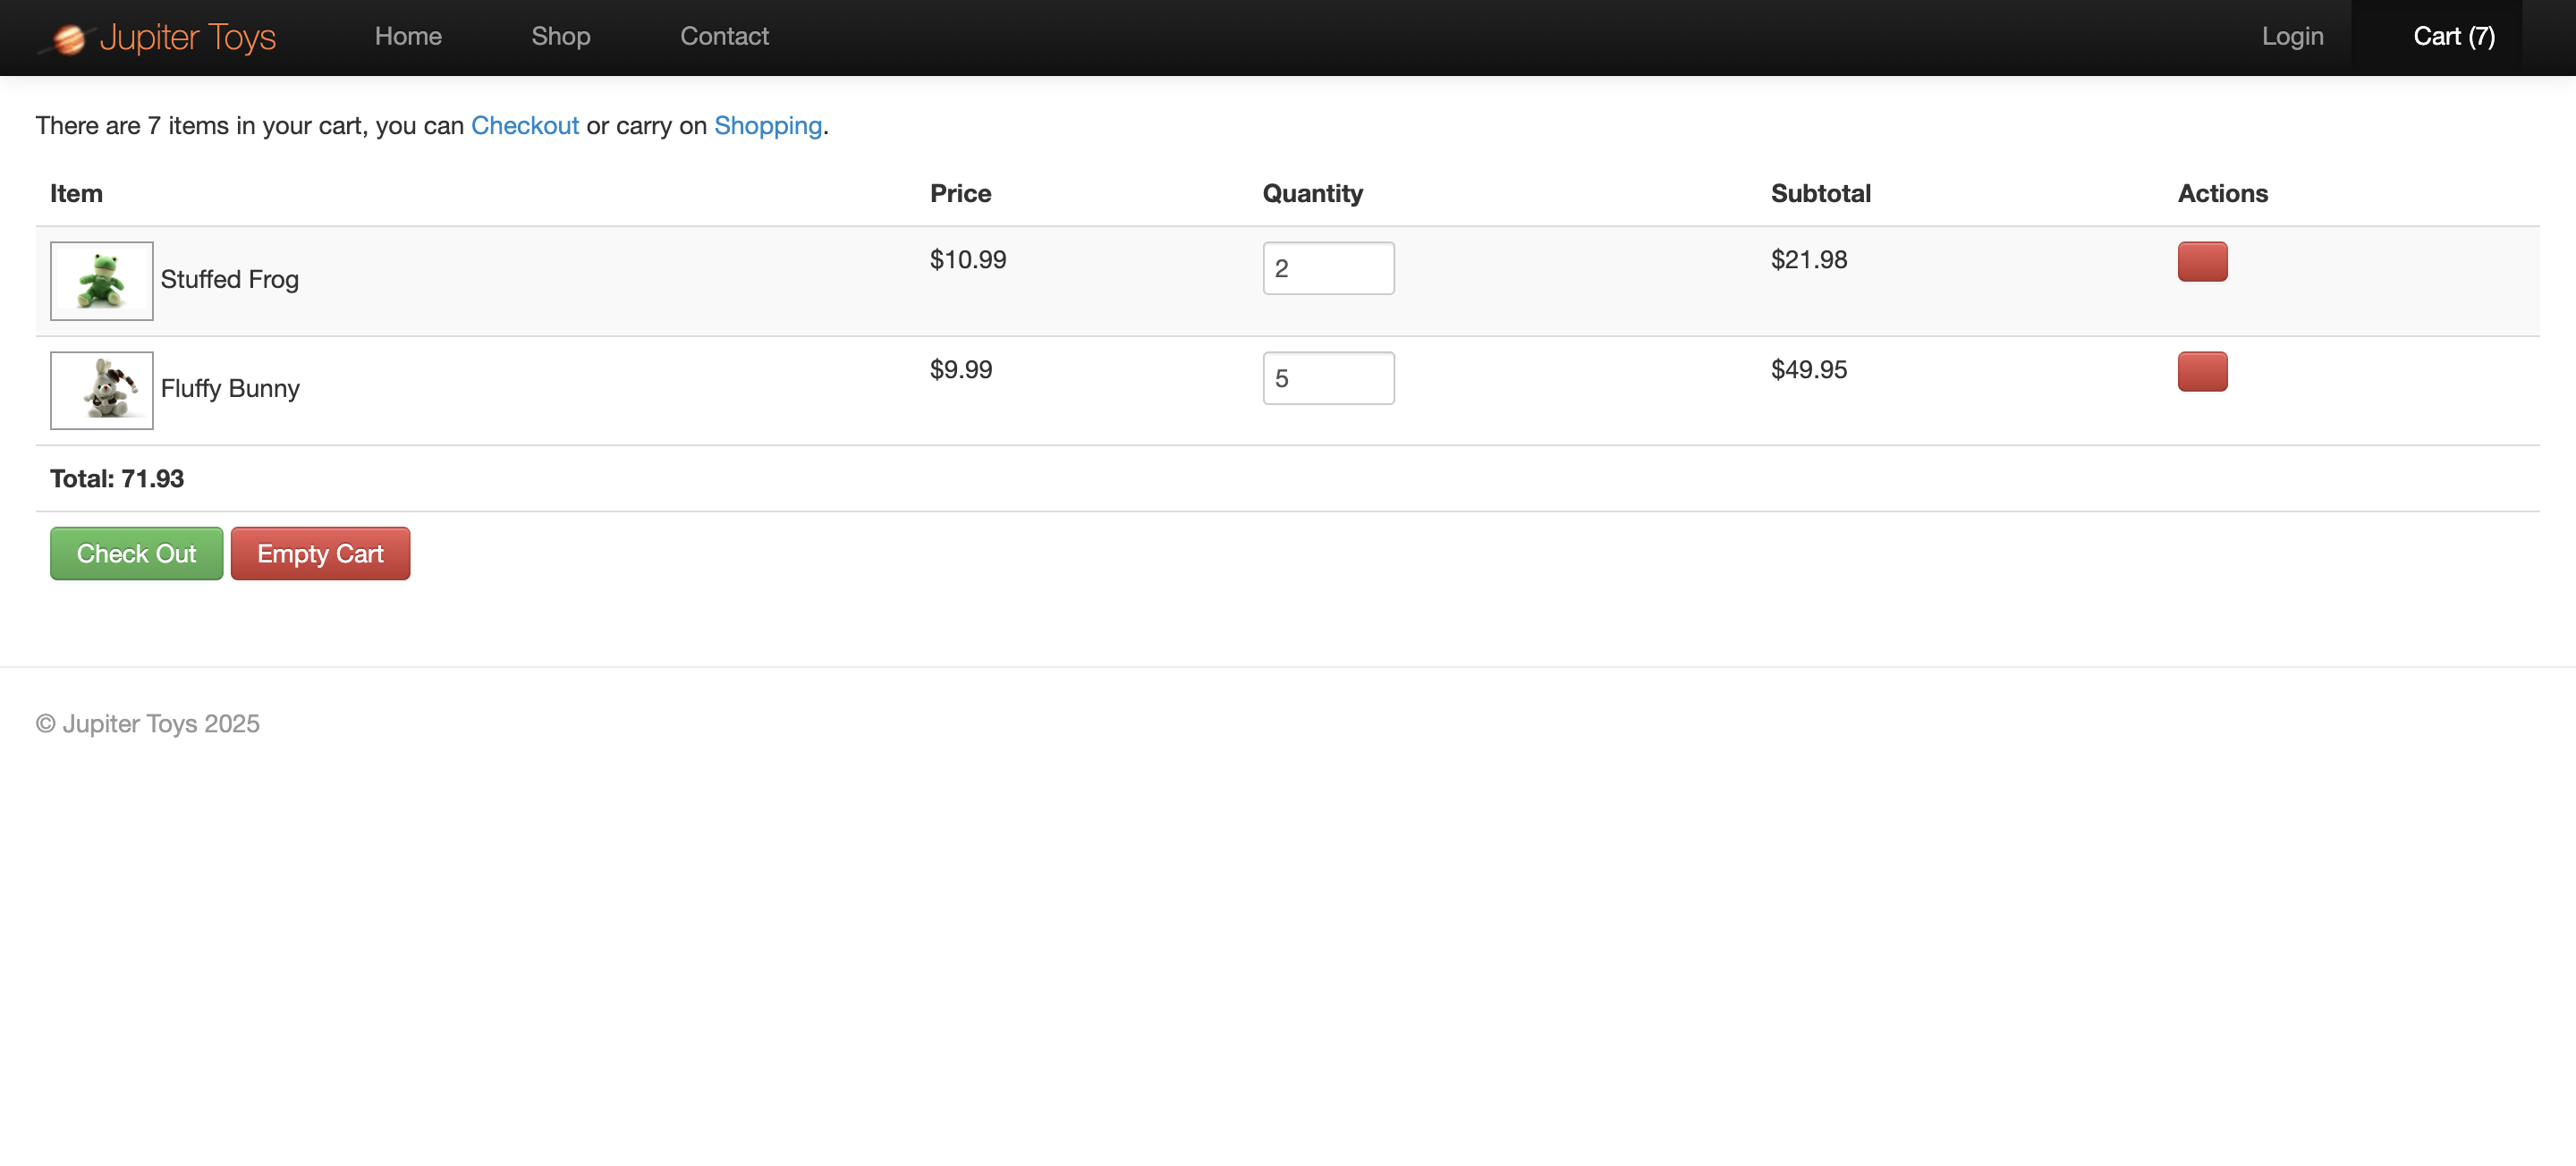 Jupiter Toys Home Shop Contact Login Cart (7)
There are 7 items in your cart, you can Checkout or carry on Shopping.
Item Price Quantity Subtotal Actions
Stuffed Frog $10.99 2 $21.98
Fluffy Bunny $9.99 5 $49.95
Total: 71.93
Check Out Empty Cart
© Jupiter Toys 2025